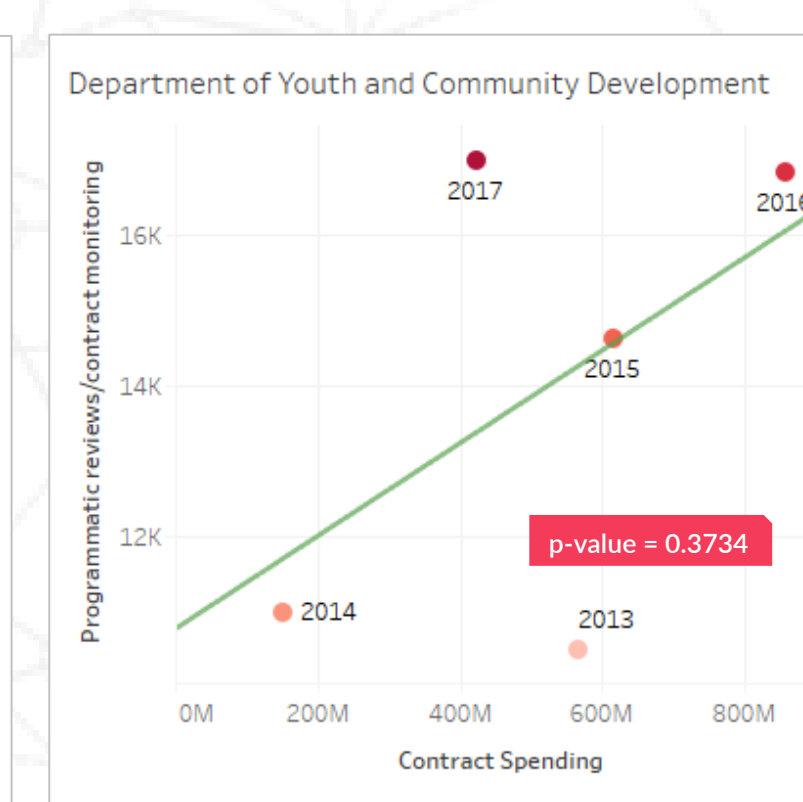 Department of Youth and Community Development
Programmatic reviews/contract monitoring
16K
14K
12K
2017
2016
2015
p-value = 0.3734
2014
2013
0M
200M
400M
600M
800M
Contract Spending